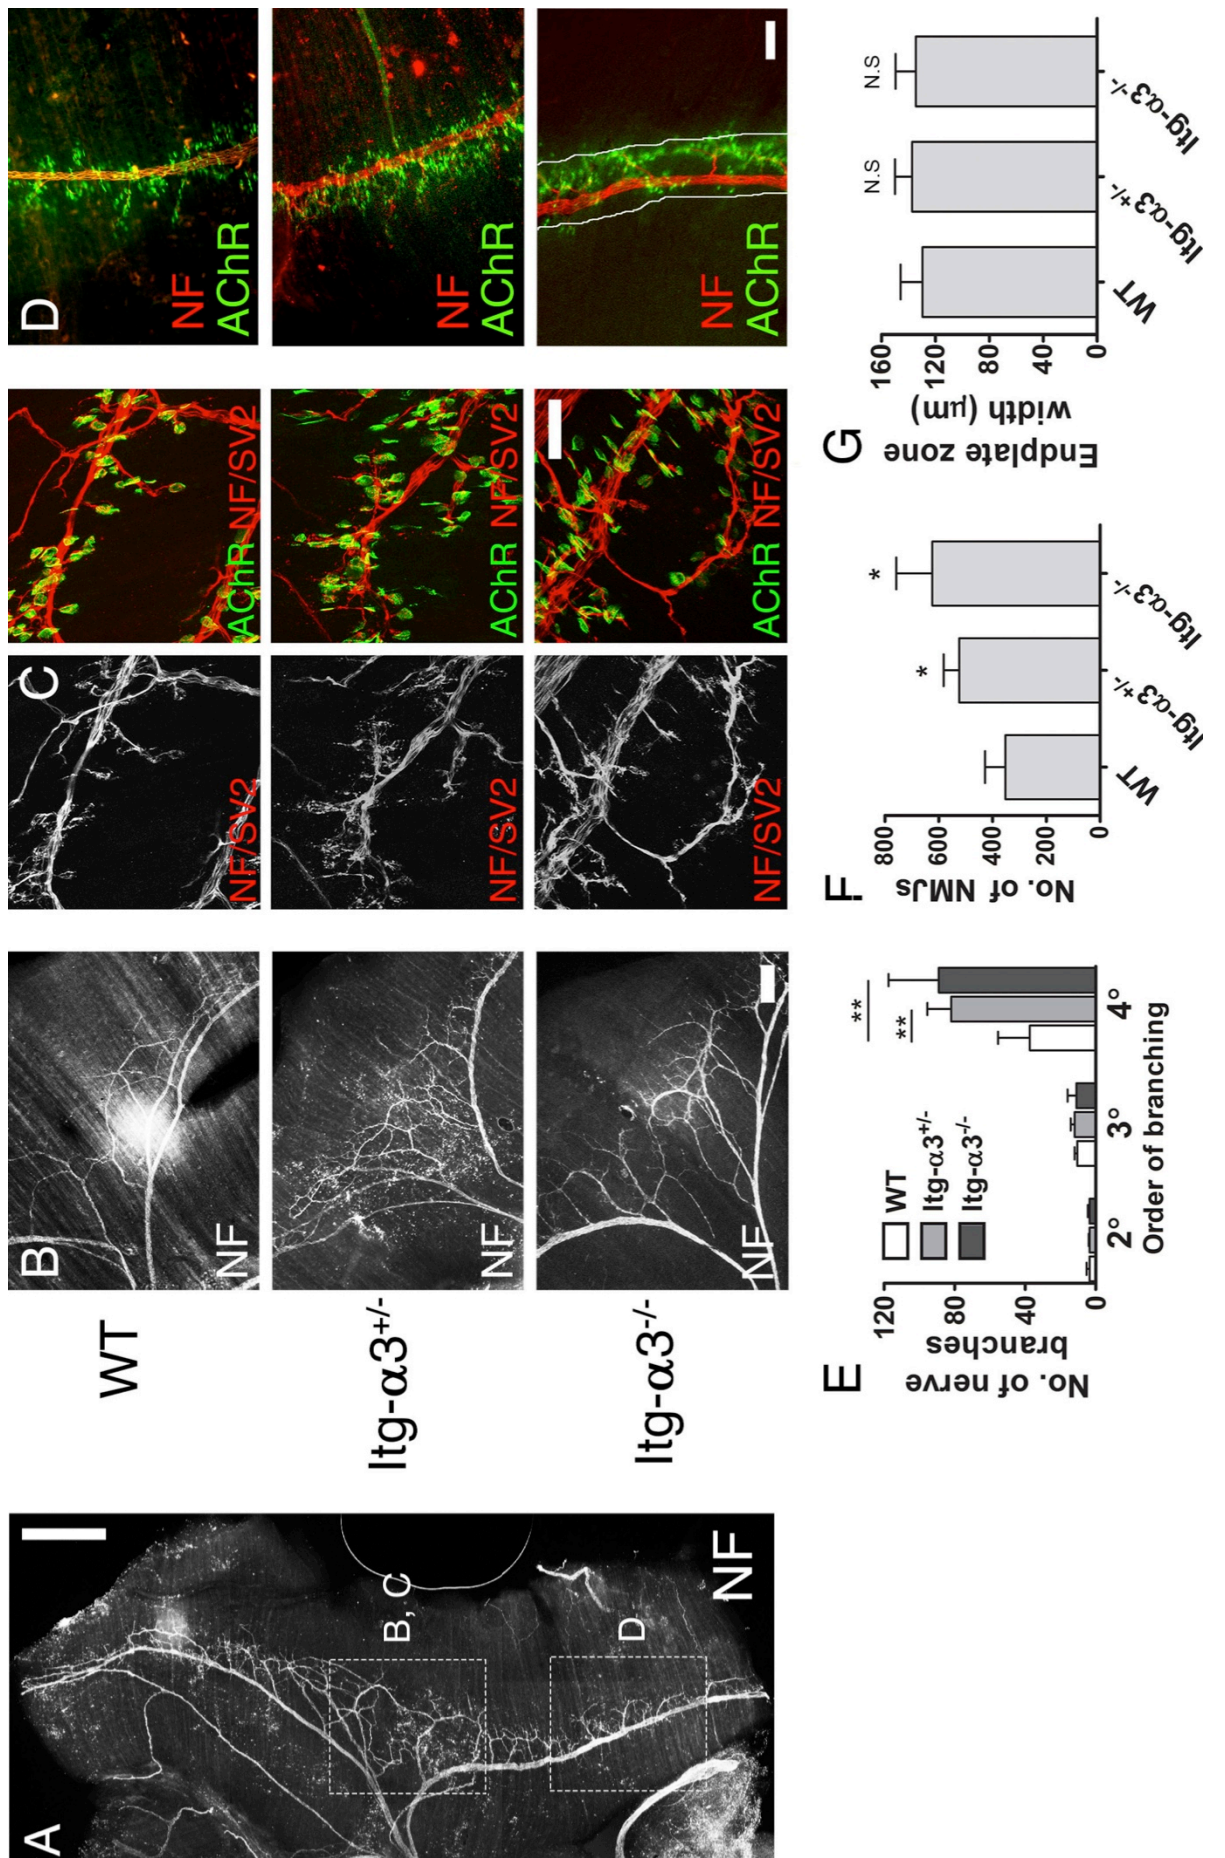 A
B, C
D
NF
WT
Itg-α3+/-
Itg-α3-/-
B
NF
NF
NF
C
NF/SV2
AChR NF/SV2
NF/SV2
AChR NF/SV2
NF/SV2
AChR NF/SV2
D
NF
AChR
NF
AChR
NF
AChR
E
No. of nerve
branches
120
80
40
0
WT
Itg-α3+/-
Itg-α3-/-
**
**
2° 3° 4°
Order of branching
F
No. of NMJs
800
600
400
200
0
*
*
WT
Itg-α3+/-
Itg-α3-/-
G
Endplate zone
width (μm)
160
120
80
40
0
N.S
N.S
WT
Itg-α3+/-
Itg-α3-/-